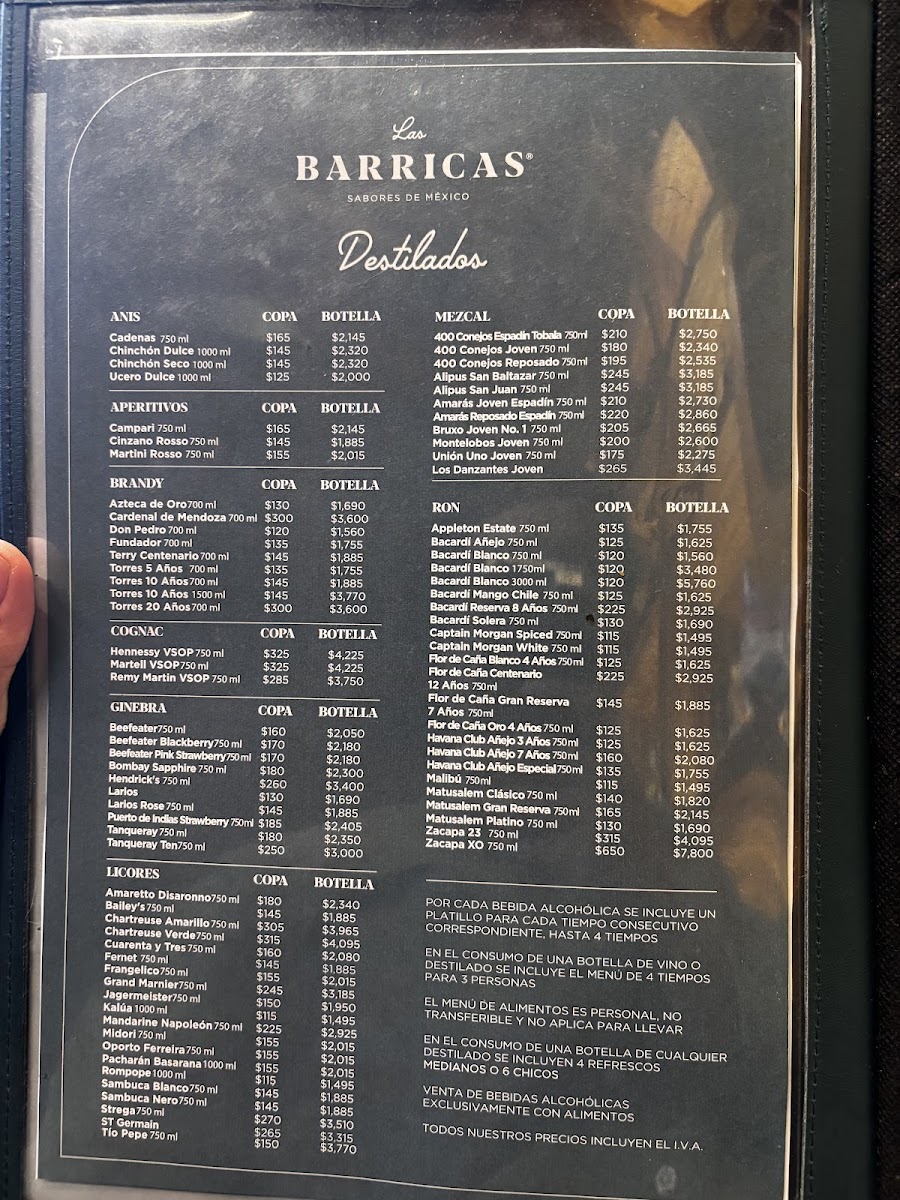 Las
BARRICAS®
SABORES DE MÉXICO
Destilados
ANIS COPA BOTELLA
Cadenas 750 ml $165 $2,145
Chinchón Dulce 1000 ml $145 $2,320
Chinchón Seco 1000 ml $145 $2,320
Ucero Dulce 1000 ml $125 $2,000
APERITIVOS COPA BOTELLA
Campari 750 ml $165 $2,145
Cinzano Rosso 750 ml $145 $1,885
Martini Rosso 750 ml $155 $2,015
BRANDY COPA BOTELLA
Azteca de Oro 700 ml $130 $1,690
Cardenal de Mendoza 700 ml $300 $3,600
Don Pedro 700 ml $120 $1,560
Fundador 700 ml $135 $1,755
Terry Centenario 700 ml $145 $1,885
Torres 5 Años 700 ml $135 $1,755
Torres 10 Años 700 ml $145 $1,885
Torres 10 Años 1500 ml $145 $3,770
Torres 20 Años 700 ml $300 $3,600
COGNAC COPA BOTELLA
Hennessy VSOP 750 ml $325 $4,225
Martell VSOP 750 ml $325 $4,225
Remy Martin VSOP 750 ml $285 $3,750
GINEBRA COPA BOTELLA
Beefeater 750 ml $160 $2,050
Beefeater Blackberry 750 ml $170 $2,180
Beefeater Pink Strawberry 750 ml $170 $2,180
Bombay Sapphire 750 ml $180 $2,300
Hendrick's 750 ml $260 $3,400
Larios $130 $1,690
Larios Rose 750 ml $145 $1,885
Puerto de Indias Strawberry 750 ml $185 $2,405
Tanqueray 750 ml $180 $2,350
Tanqueray Ten 750 ml $250 $3,000
LICORES COPA BOTELLA
Amaretto Disaronno 750 ml $180 $2,340
Bailey's 750 ml $145 $1,885
Chartreuse Amarillo 750 ml $305 $3,965
Chartreuse Verde 750 ml $315 $4,095
Cuarenta y Tres 750 ml $160 $2,080
Fernet 750 ml $145 $1,885
Frangelico 750 ml $155 $2,015
Grand Marnier 750 ml $245 $3,185
Jagermeister 750 ml $150 $1,950
Kalúa 1000 ml $115 $1,495
Mandarine Napoleón 750 ml $225 $2,925
Midori 750 ml $155 $2,015
Oporto Ferreira 750 ml $155 $2,015
Pacharán Basarana 1000 ml $155 $2,015
Rompope 1000 ml $115 $1,495
Sambuca Blanco 750 ml $145 $1,885
Sambuca Nero 750 ml $145 $1,885
Strega 750 ml $270 $3,510
ST Germain $265 $3,315
Tío Pepe 750 ml $150 $3,770
MEZCAL COPA BOTELLA
400 Conejos Espadín Tobala 750ml $210 $2,750
400 Conejos Joven 750 ml $180 $2,340
400 Conejos Reposado 750 ml $195 $2,535
Alipus San Baltazar 750 ml $245 $3,185
Alipus San Juan 750 ml $245 $3,185
Amarás Joven Espadín 750 ml $210 $2,730
Amarás Reposado Espadín 750 ml $220 $2,860
Bruxo Joven No. 1 750 ml $205 $2,665
Montelobos Joven 750 ml $200 $2,600
Unión Uno Joven 750 ml $175 $2,275
Los Danzantes Joven $265 $3,445
RON COPA BOTELLA
Appleton Estate 750 ml $135 $1,755
Bacardí Añejo 750 ml $125 $1,625
Bacardí Blanco 750 ml $120 $1,560
Bacardí Blanco 1750ml $120 $3,480
Bacardí Blanco 3000 ml $120 $5,760
Bacardí Mango Chile 750 ml $125 $1,625
Bacardí Reserva 8 Años 750ml $225 $2,925
Bacardí Solera 750 ml $130 $1,690
Captain Morgan Spiced 750ml $115 $1,495
Captain Morgan White 750 ml $115 $1,495
Flor de Caña Blanco 4 Años 750 ml $125 $1,625
Flor de Caña Centenario $225 $2,925
12 Años 750ml
Flor de Caña Gran Reserva $145 $1,885
7 Años 750ml
Flor de Caña Oro 4 Años 750 ml $125 $1,625
Havana Club Añejo 3 Años 750 ml $125 $1,625
Havana Club Añejo 7 Años 750 ml $160 $2,080
Havana Club Añejo Especial 750 ml $135 $1,755
Malibú 750ml $115 $1,495
Matusalem Clásico 750 ml $140 $1,820
Matusalem Gran Reserva 750ml $165 $2,145
Matusalem Platino 750 ml $130 $1,690
Zacapa 23 750 ml $315 $4,095
Zacapa XO 750 ml $650 $7,800
POR CADA BEBIDA ALCOHÓLICA SE INCLUYE UN
PLATILLO PARA CADA TIEMPO CONSECUTIVO
CORRESPONDIENTE, HASTA 4 TIEMPOS
EN EL CONSUMO DE UNA BOTELLA DE VINO O
DESTILADO SE INCLUYE EL MENÚ DE 4 TIEMPOS
PARA 3 PERSONAS
EL MENÚ DE ALIMENTOS ES PERSONAL, NO
TRANSFERIBLE Y NO APLICA PARA LLEVAR
EN EL CONSUMO DE UNA BOTELLA DE CUALQUIER
DESTILADO SE INCLUYEN 4 REFRESCOS
MEDIANOS O 6 CHICOS
VENTA DE BEBIDAS ALCOHÓLICAS
EXCLUSIVAMENTE CON ALIMENTOS
TODOS NUESTROS PRECIOS INCLUYEN EL I.V.A.